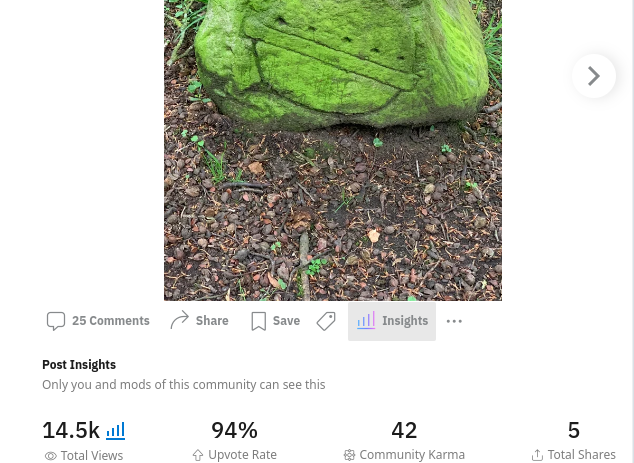 25 Comments Share Save Insights ...
Post Insights
Only you and mods of this community can see this
14.5k 94% 42 5
Total Views Upvote Rate Community Karma Total Shares